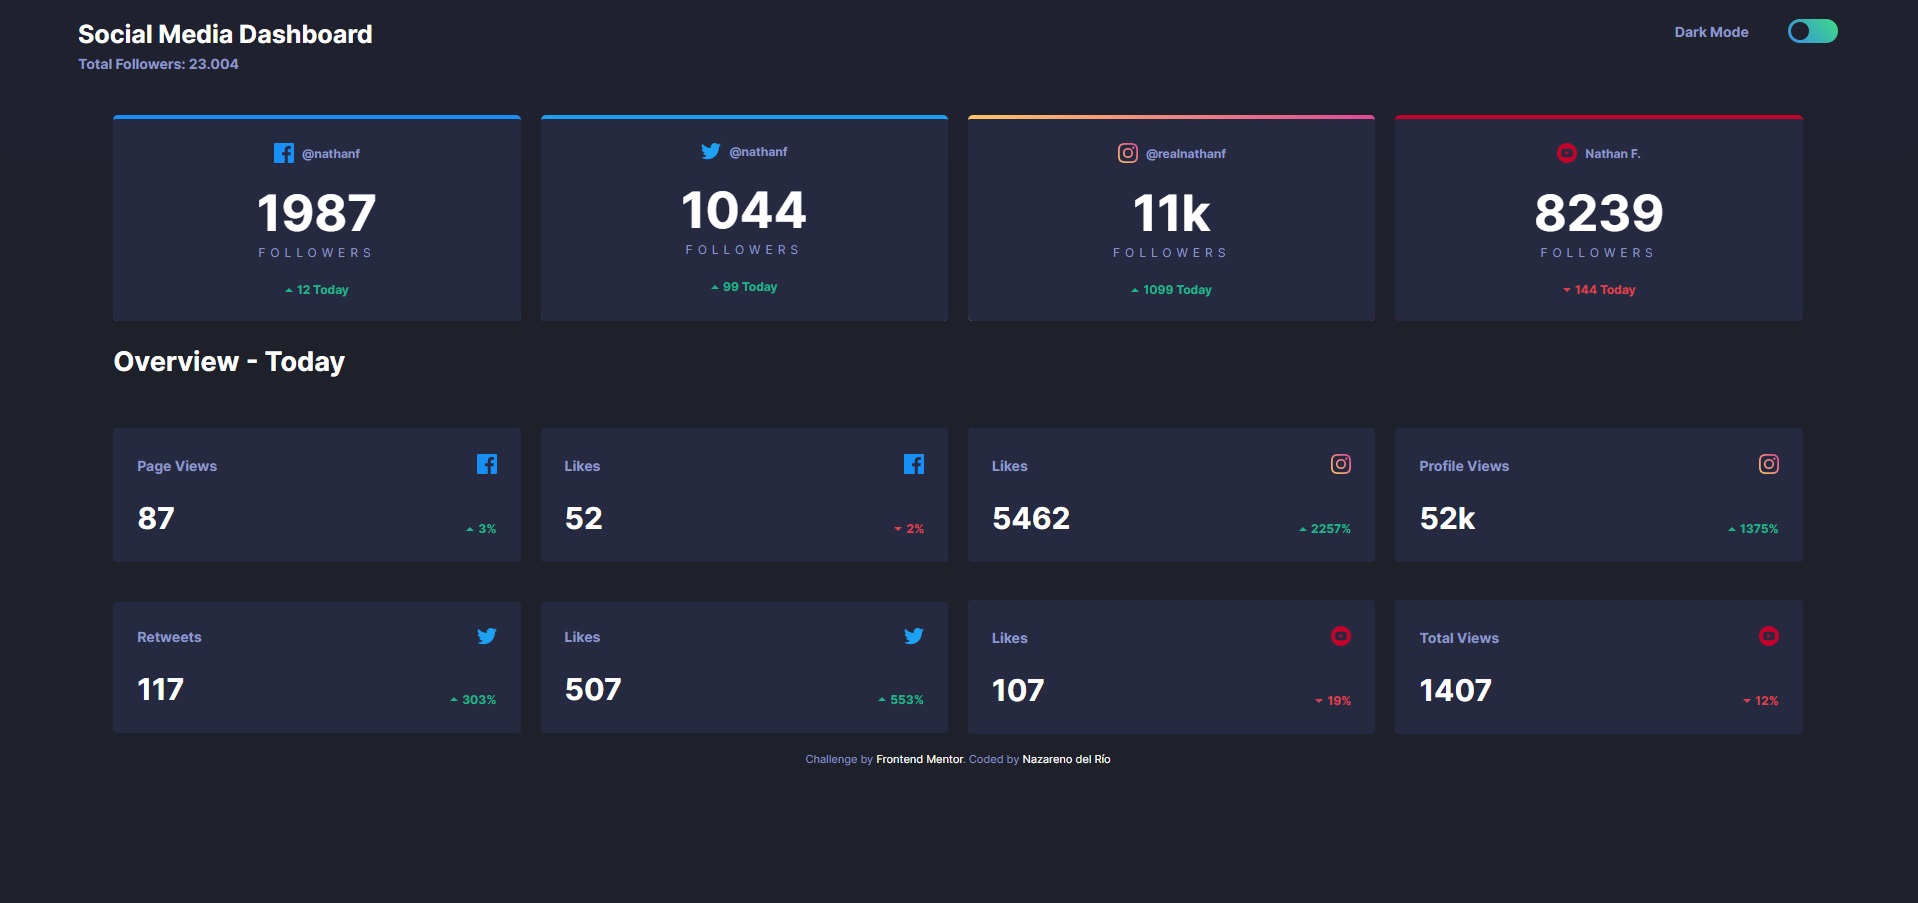 Social Media Dashboard
Dark Mode
Total Followers: 23.004
@nathanf
@nathanf
@realnathanf
Nathan F.
1987
1044
11k
8239
FOLLOWERS
FOLLOWERS
FOLLOWERS
FOLLOWERS
12 Today
99 Today
1099 Today
144 Today
Overview - Today
Page Views
Likes
Likes
Profile Views
87
3%
52
2%
5462
2257%
52k
1375%
Retweets
Likes
Likes
Total Views
117
303%
507
553%
107
19%
1407
12%
Challenge by Frontend Mentor. Coded by Nazareno del Río